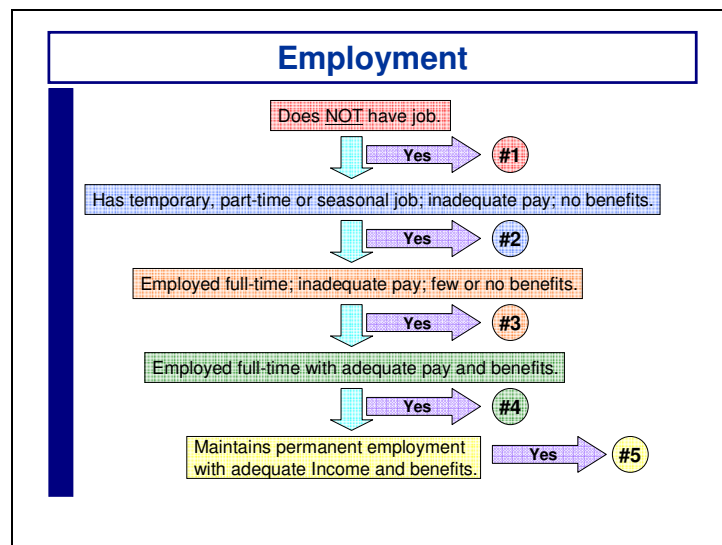 Employment
Does NOT have job.
Yes
#1
Has temporary, part-time or seasonal job; inadequate pay; no benefits.
Yes
#2
Employed full-time; inadequate pay; few or no benefits.
Yes
#3
Employed full-time with adequate pay and benefits.
Yes
#4
Maintains permanent employment
with adequate Income and benefits.
Yes
#5